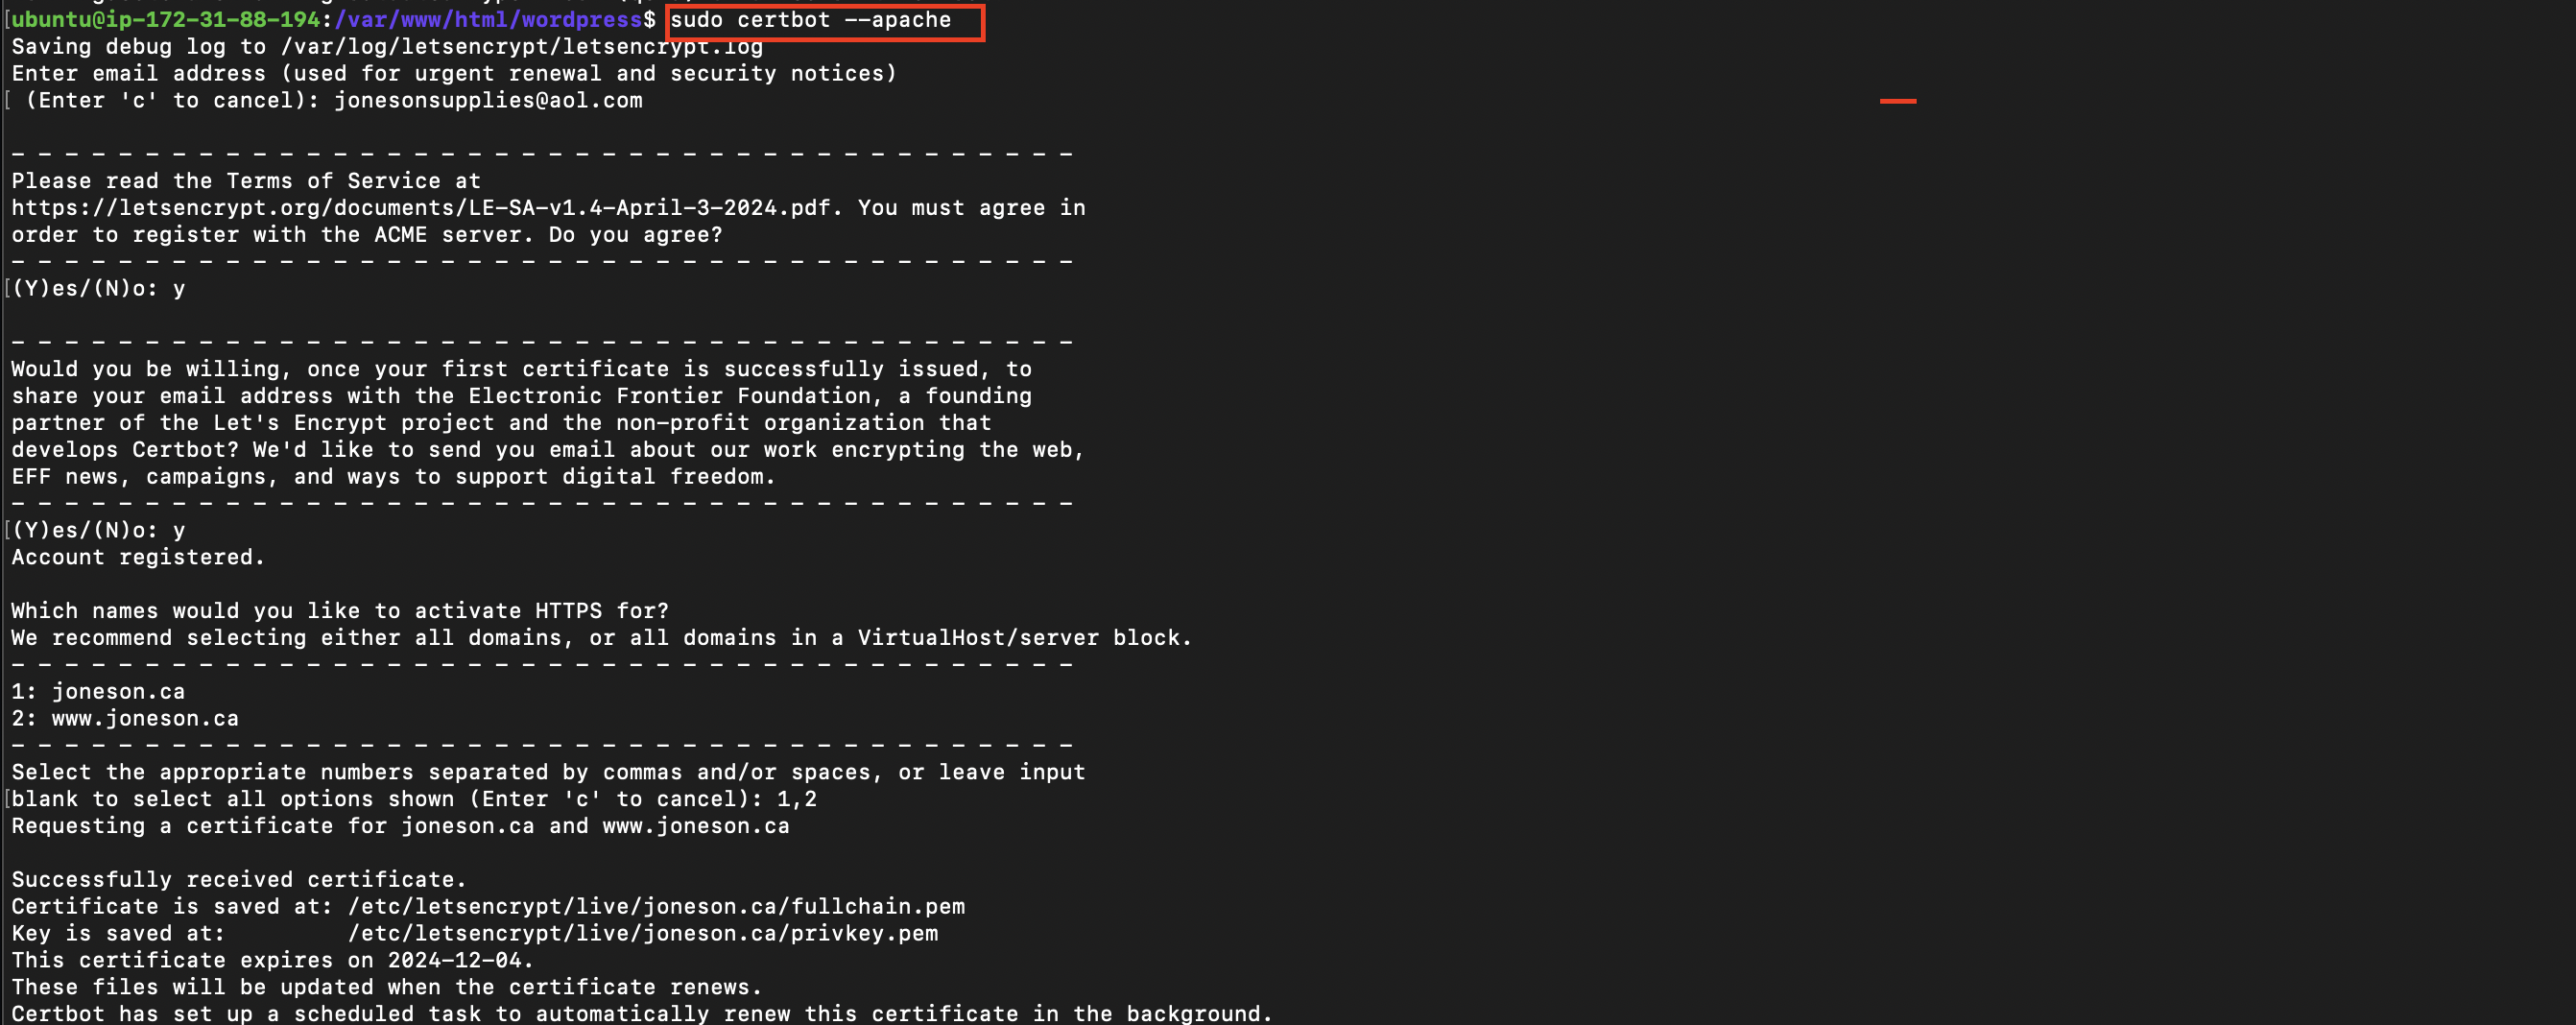 [ubuntu@ip-172-31-88-194:/var/www/html/wordpress$ sudo certbot --apache
Saving debug log to /var/log/letsencrypt/letsencrypt.log
Enter email address (used for urgent renewal and security notices)
[ (Enter 'c' to cancel): jonesonsupplies@aol.com
- - - - - - - - - - - - - - - - - - - - - - - - - - - - - - - - - - - - - - - -
Please read the Terms of Service at
https://letsencrypt.org/documents/LE-SA-v1.4-April-3-2024.pdf. You must agree in
order to register with the ACME server. Do you agree?
- - - - - - - - - - - - - - - - - - - - - - - - - - - - - - - - - - - - - - - -
[(Y)es/(N)o: y
- - - - - - - - - - - - - - - - - - - - - - - - - - - - - - - - - - - - - - - -
Would you be willing, once your first certificate is successfully issued, to
share your email address with the Electronic Frontier Foundation, a founding
partner of the Let's Encrypt project and the non-profit organization that
develops Certbot? We'd like to send you email about our work encrypting the web,
EFF news, campaigns, and ways to support digital freedom.
- - - - - - - - - - - - - - - - - - - - - - - - - - - - - - - - - - - - - - - -
[(Y)es/(N)o: y
Account registered.
Which names would you like to activate HTTPS for?
We recommend selecting either all domains, or all domains in a VirtualHost/server block.
- - - - - - - - - - - - - - - - - - - - - - - - - - - - - - - - - - - - - - - -
1: joneson.ca
2: www.joneson.ca
- - - - - - - - - - - - - - - - - - - - - - - - - - - - - - - - - - - - - - - -
Select the appropriate numbers separated by commas and/or spaces, or leave input
[blank to select all options shown (Enter 'c' to cancel): 1,2
Requesting a certificate for joneson.ca and www.joneson.ca
Successfully received certificate.
Certificate is saved at: /etc/letsencrypt/live/joneson.ca/fullchain.pem
Key is saved at:         /etc/letsencrypt/live/joneson.ca/privkey.pem
This certificate expires on 2024-12-04.
These files will be updated when the certificate renews.
Certbot has set up a scheduled task to automatically renew this certificate in the background.